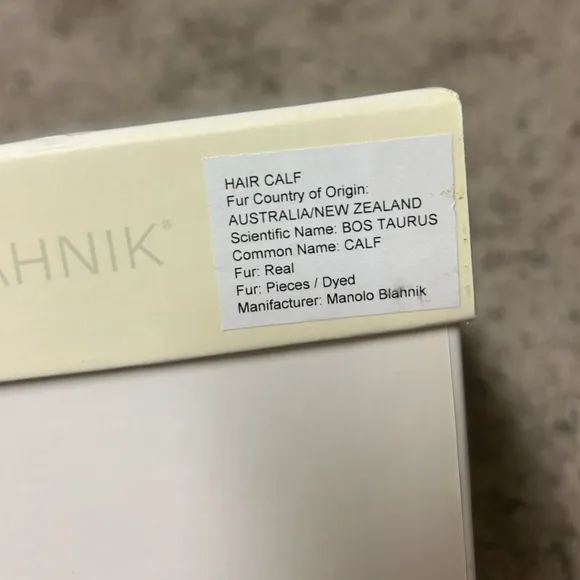 AHNIK®
HAIR CALF
Fur Country of Origin:
AUSTRALIA/NEW ZEALAND
Scientific Name: BOS TAURUS
Common Name: CALF
Fur: Real
Fur: Pieces / Dyed
Manifacturer: Manolo Blahnik